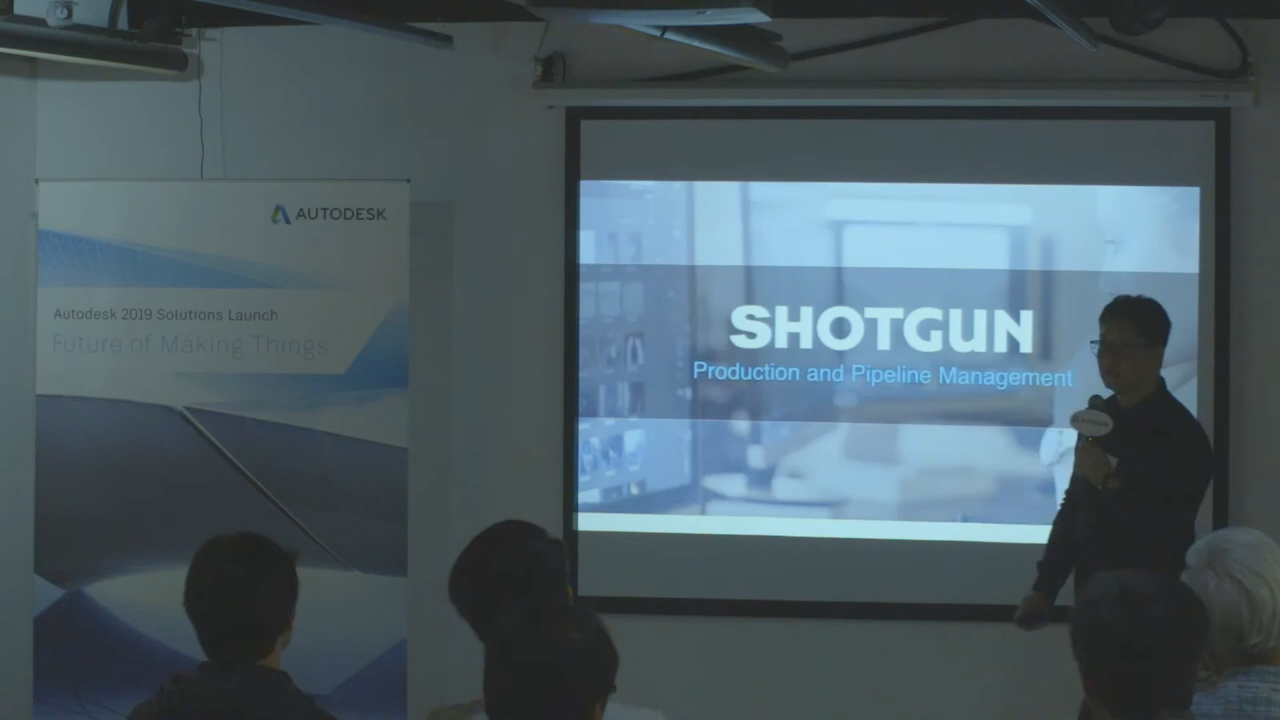 AUTODESK
Autodesk 2019 Solutions Launch
Future of Making Things
SHOTGUN
Production and Pipeline Management